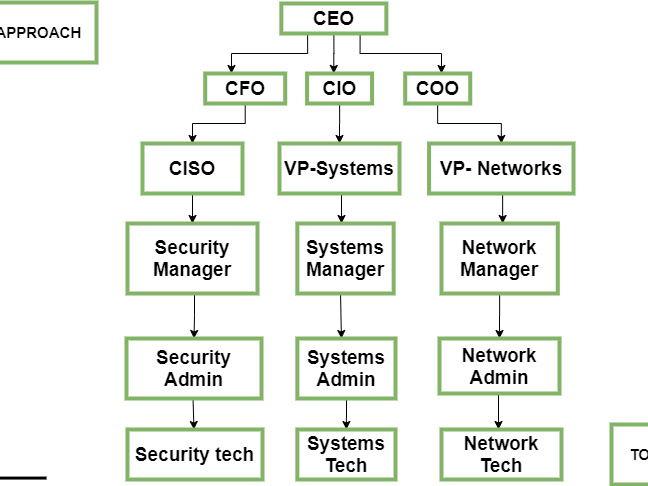 CEO
APPROACH
CFO
CIO
COO
CISO
VP-Systems
VP- Networks
Security
Manager
Systems
Manager
Network
Manager
Security
Admin
Systems
Admin
Network
Admin
Security tech
Systems
Tech
Network
Tech
TO